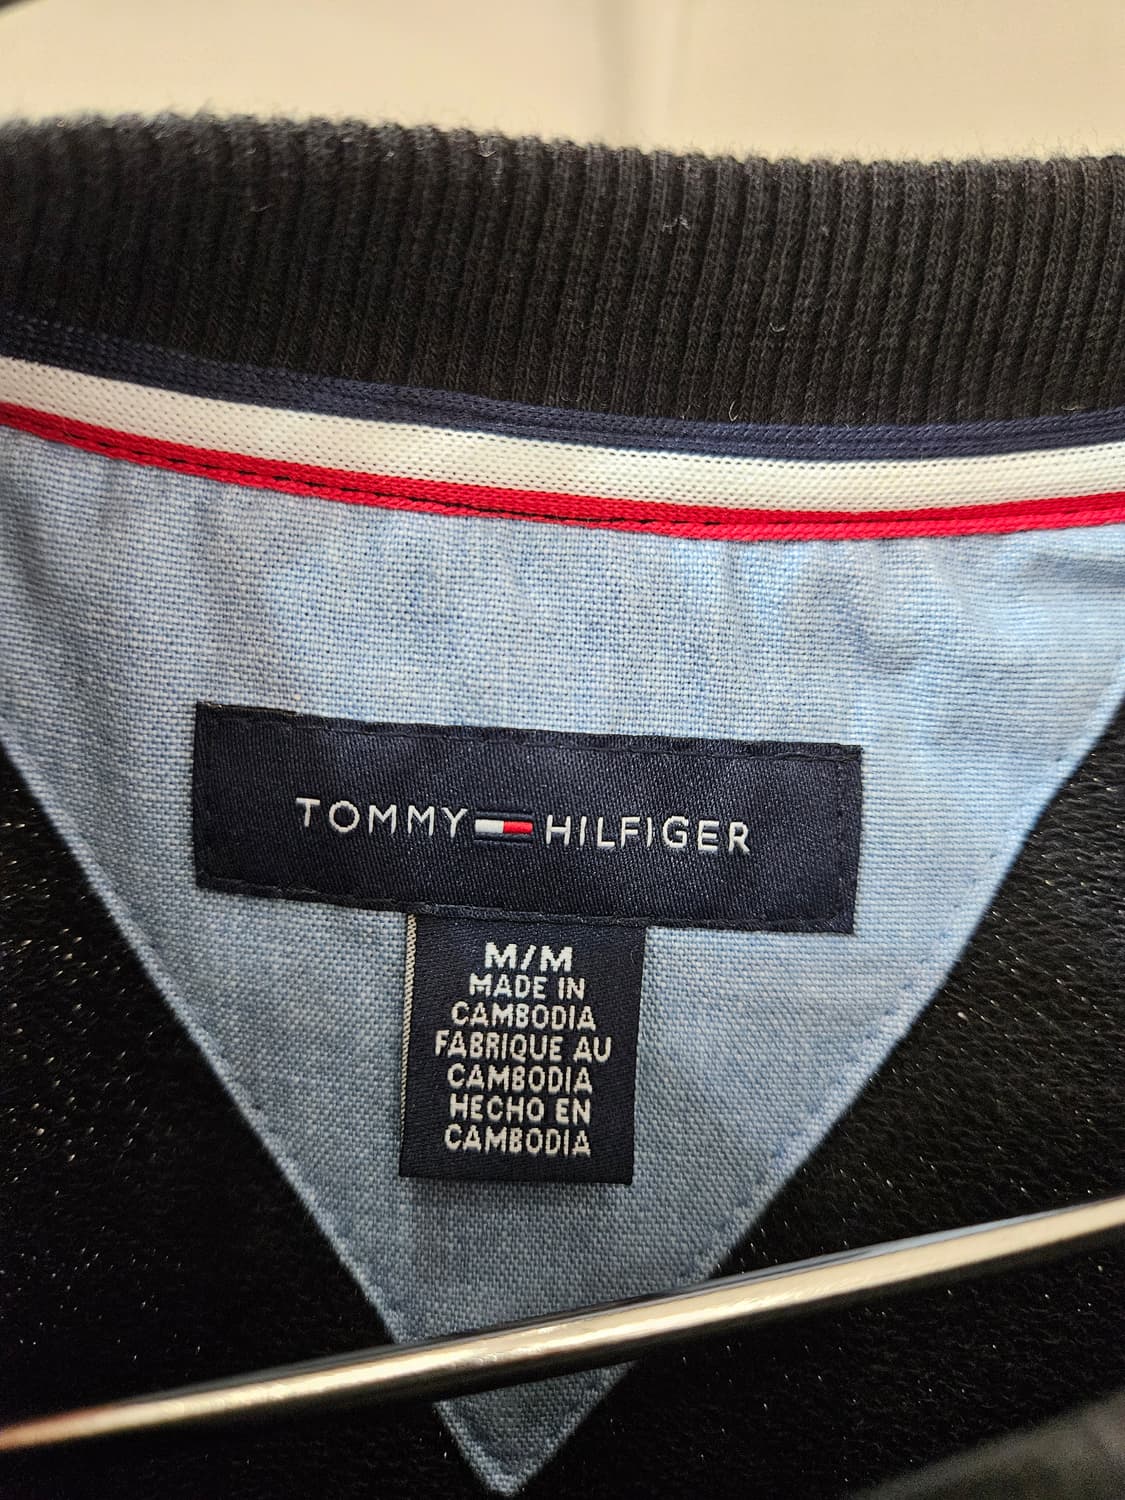 TOMMY HILFIGER
M/M
MADE IN
CAMBODIA
FABRIQUE AU
CAMBODIA
HECHO EN
CAMBODIA